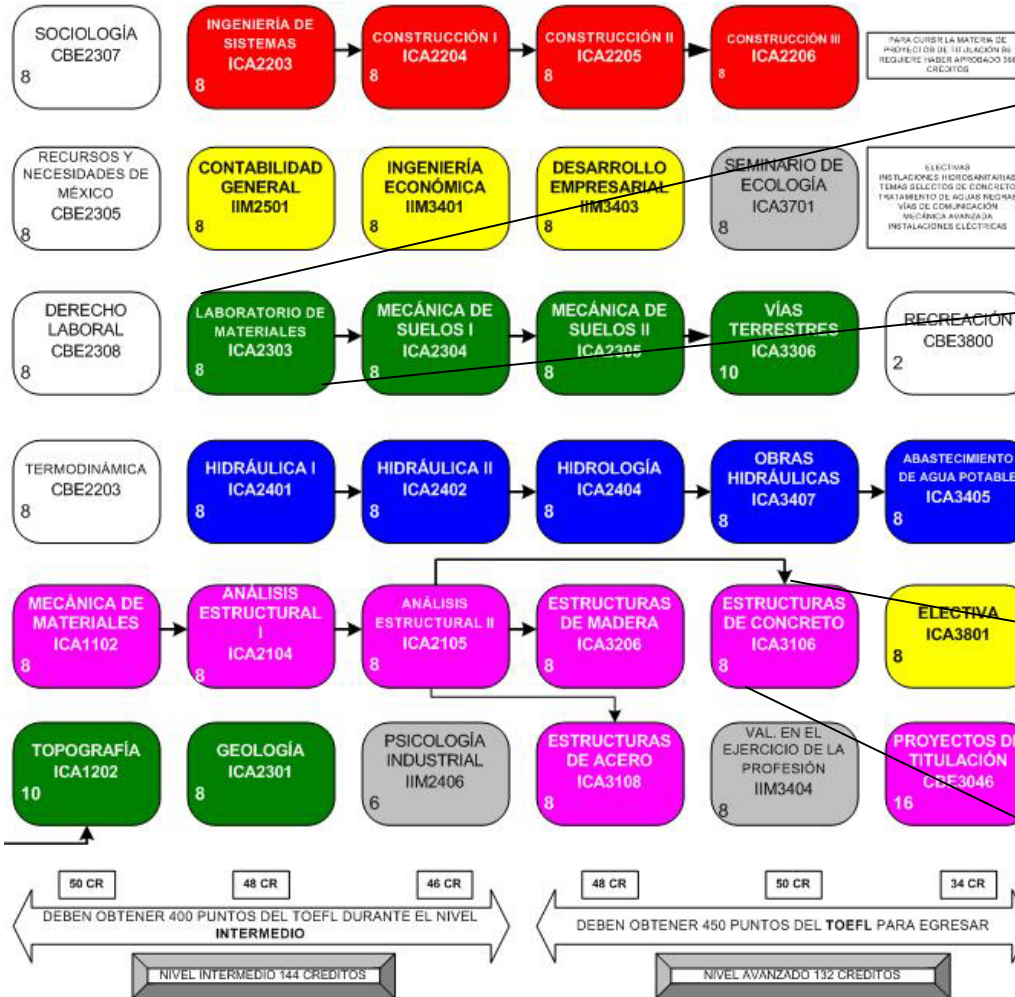 SOCIOLOGÍA
CBE2307
8
INGENIERÍA DE
SISTEMAS
ICA2203
8
CONSTRUCCIÓN I
ICA2204
8
CONSTRUCCIÓN II
ICA2205
8
CONSTRUCCIÓN III
ICA2206
8
PARA CURSR LA MATERIA DE
PROYECTOS DE TITULACIÓN SE
REQUIERE HABER APROBADO
CRÉDITOS
RECURSOS Y
NECESIDADES DE
MÉXICO
CBE2305
8
CONTABILIDAD
GENERAL
IIM2501
8
INGENIERÍA
ECONÓMICA
IIM3401
8
DESARROLLO
EMPRESARIAL
IIM3403
8
SEMINARIO DE
ECOLOGÍA
ICA3701
8
ELECTIVAS
INSTLACIONES HIDROSANITARIAS
TEMAS SELECTOS DE CONCRETO
TRATAMIENTO DE AGUAS NEGRAS
VÍAS DE COMUNICACIÓN
MECÁNICA AVANZADA
INSTALACIONES ELÉCTRICAS
DERECHO
LABORAL
CBE2308
8
LABORATORIO DE
MATERIALES
ICA2303
8
MECÁNICA DE
SUELOS I
ICA2304
8
MECÁNICA DE
SUELOS II
ICA2305
8
VÍAS
TERRESTRES
ICA3306
10
RECREACIÓN
CBE3800
2
TERMODINÁMICA
CBE2203
8
HIDRÁULICA I
ICA2401
8
HIDRÁULICA II
ICA2402
8
HIDROLOGÍA
ICA2404
8
OBRAS
HIDRÁULICAS
ICA3407
8
ABASTECIMIENTO
DE AGUA POTABLE
ICA3405
8
MECÁNICA DE
MATERIALES
ICA1102
8
ANÁLISIS
ESTRUCTURAL
I
ICA2104
8
ANÁLISIS
ESTRUCTURAL II
ICA2105
8
ESTRUCTURAS
DE MADERA
ICA3206
8
ESTRUCTURAS
DE CONCRETO
ICA3106
8
ELECTIVA
ICA3801
8
TOPOGRAFÍA
ICA1202
10
GEOLOGÍA
ICA2301
8
PSICOLOGÍA
INDUSTRIAL
IIM2406
6
ESTRUCTURAS
DE ACERO
ICA3108
8
VAL. EN EL
EJERCICIO DE LA
PROFESIÓN
IIM3404
8
PROYECTOS DE
TITULACIÓN
CBE3046
16
50 CR
48 CR
46 CR
48 CR
50 CR
34 CR
DEBEN OBTENER 400 PUNTOS DEL TOEFL DURANTE EL NIVEL
INTERMEDIO
DEBEN OBTENER 450 PUNTOS DEL TOEFL PARA EGRESAR
NIVEL INTERMEDIO 144 CREDITOS
NIVEL AVANZADO 132 CREDITOS